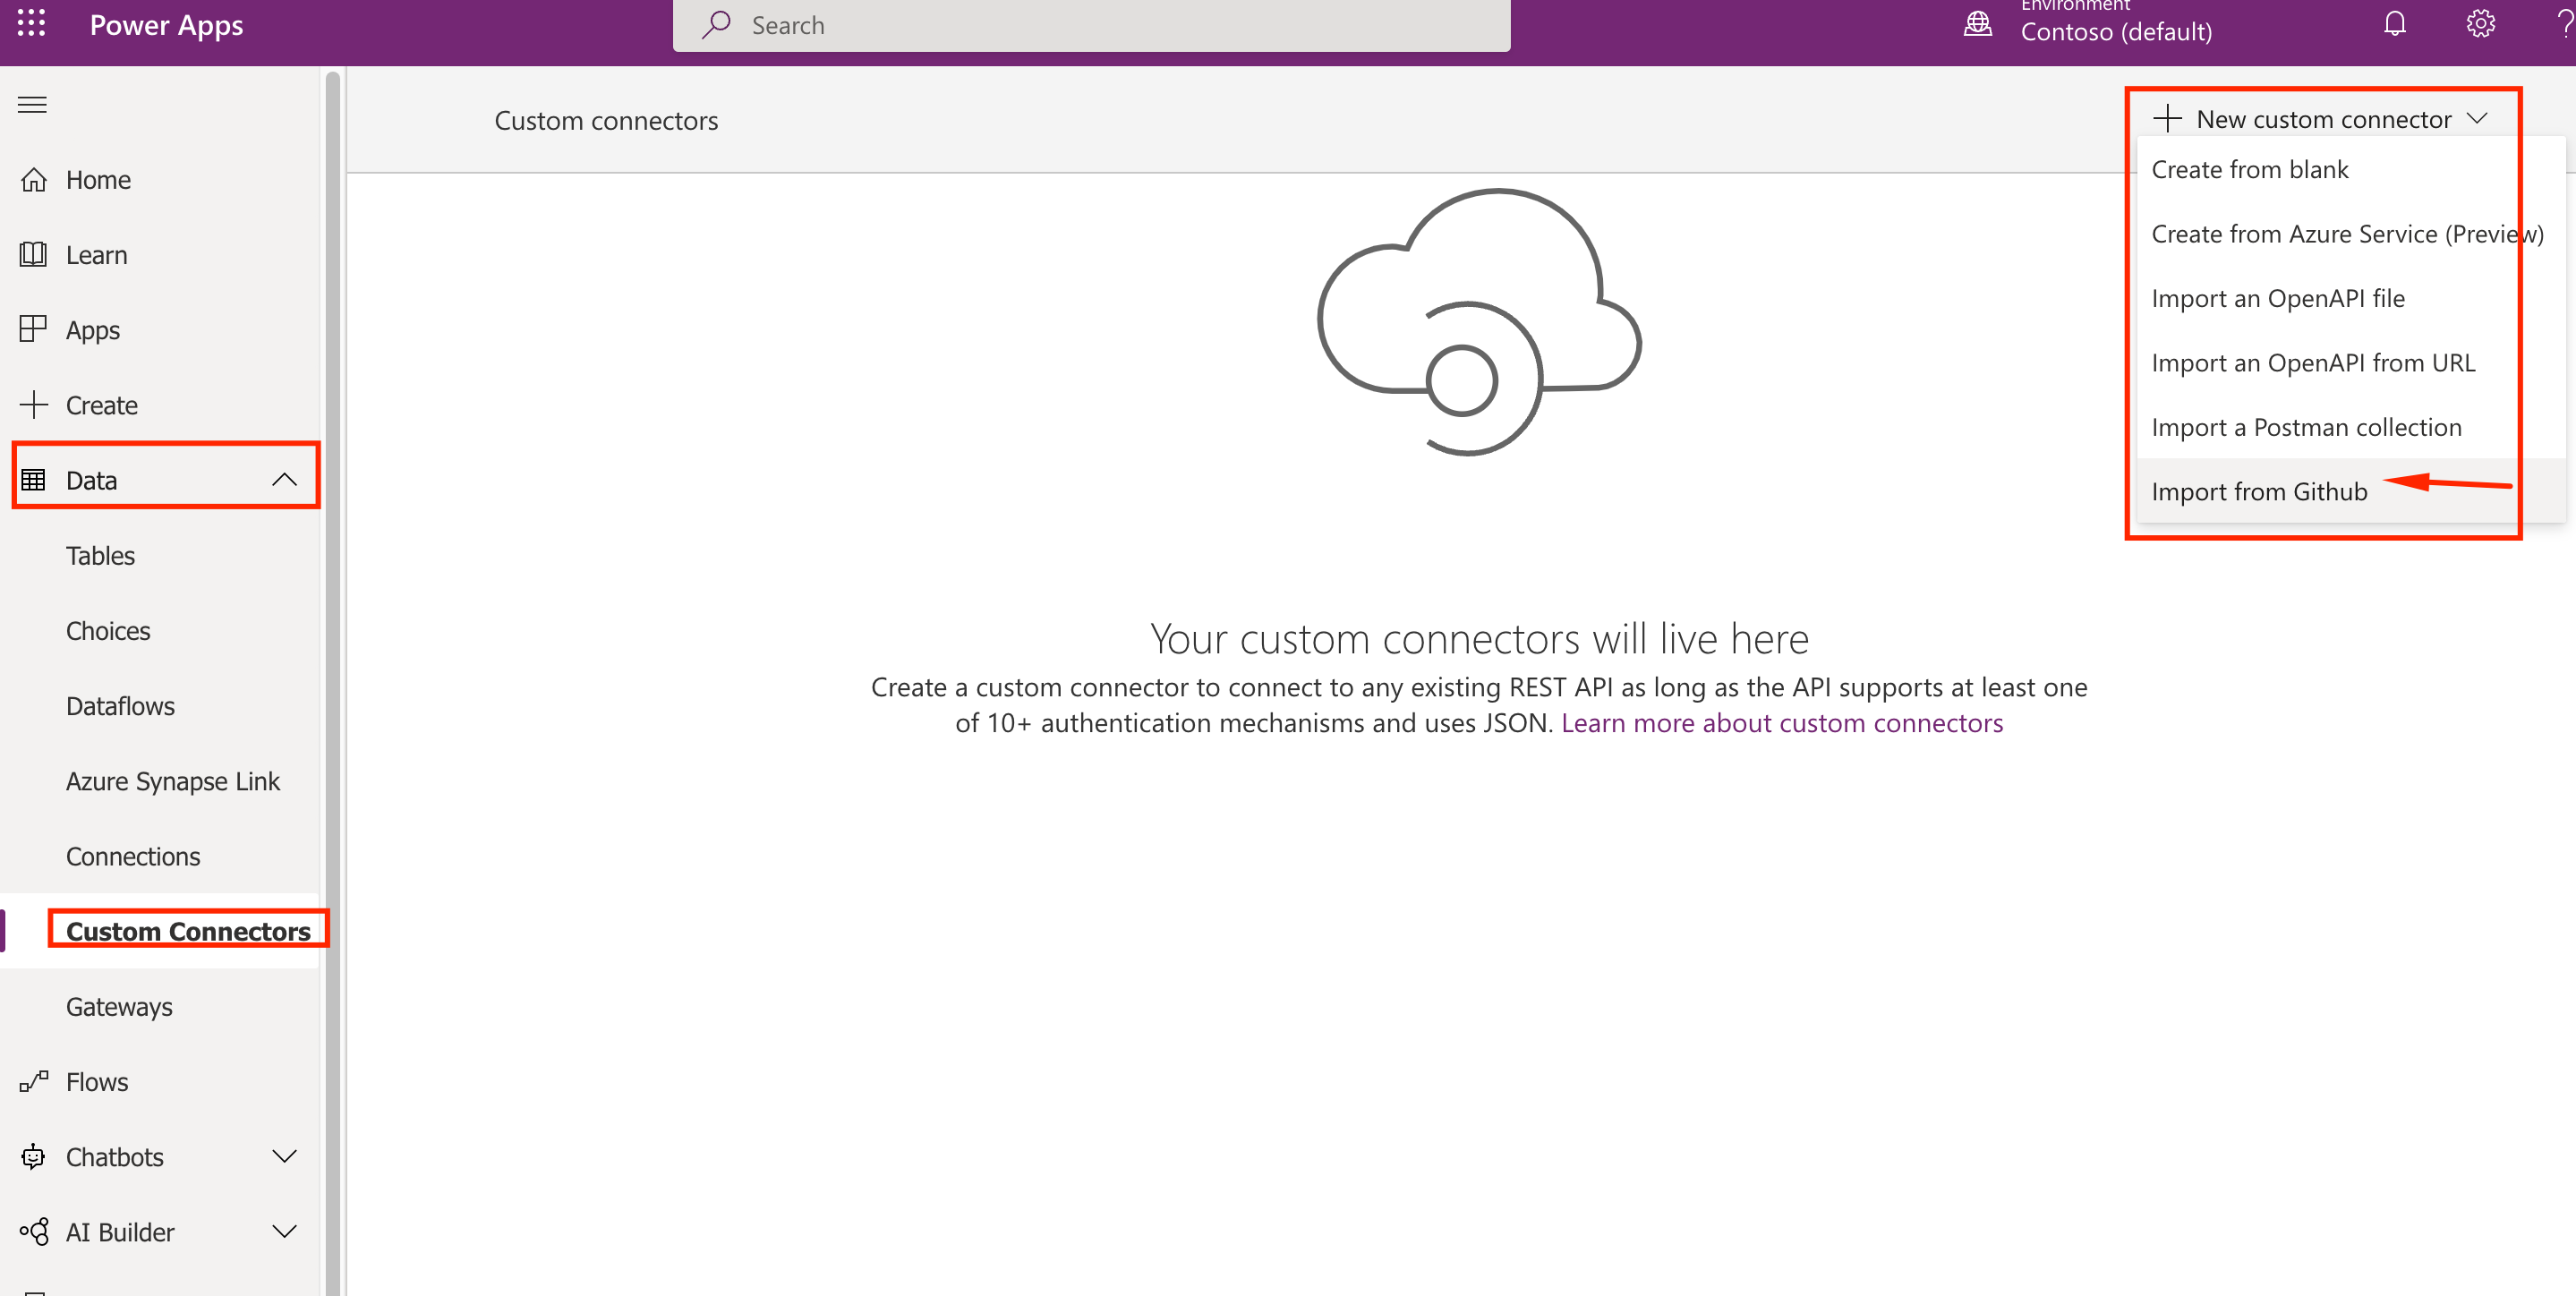 Power Apps
Search
Environment
Contoso (default)
Home
Learn
Apps
Create
Data
Tables
Choices
Dataflows
Azure Synapse Link
Connections
Custom Connectors
Gateways
Flows
Chatbots
AI Builder
Custom connectors
New custom connector
Create from blank
Create from Azure Service (Preview)
Import an OpenAPI file
Import an OpenAPI from URL
Import a Postman collection
Import from Github
Your custom connectors will live here
Create a custom connector to connect to any existing REST API as long as the API supports at least one
of 10+ authentication mechanisms and uses JSON. Learn more about custom connectors